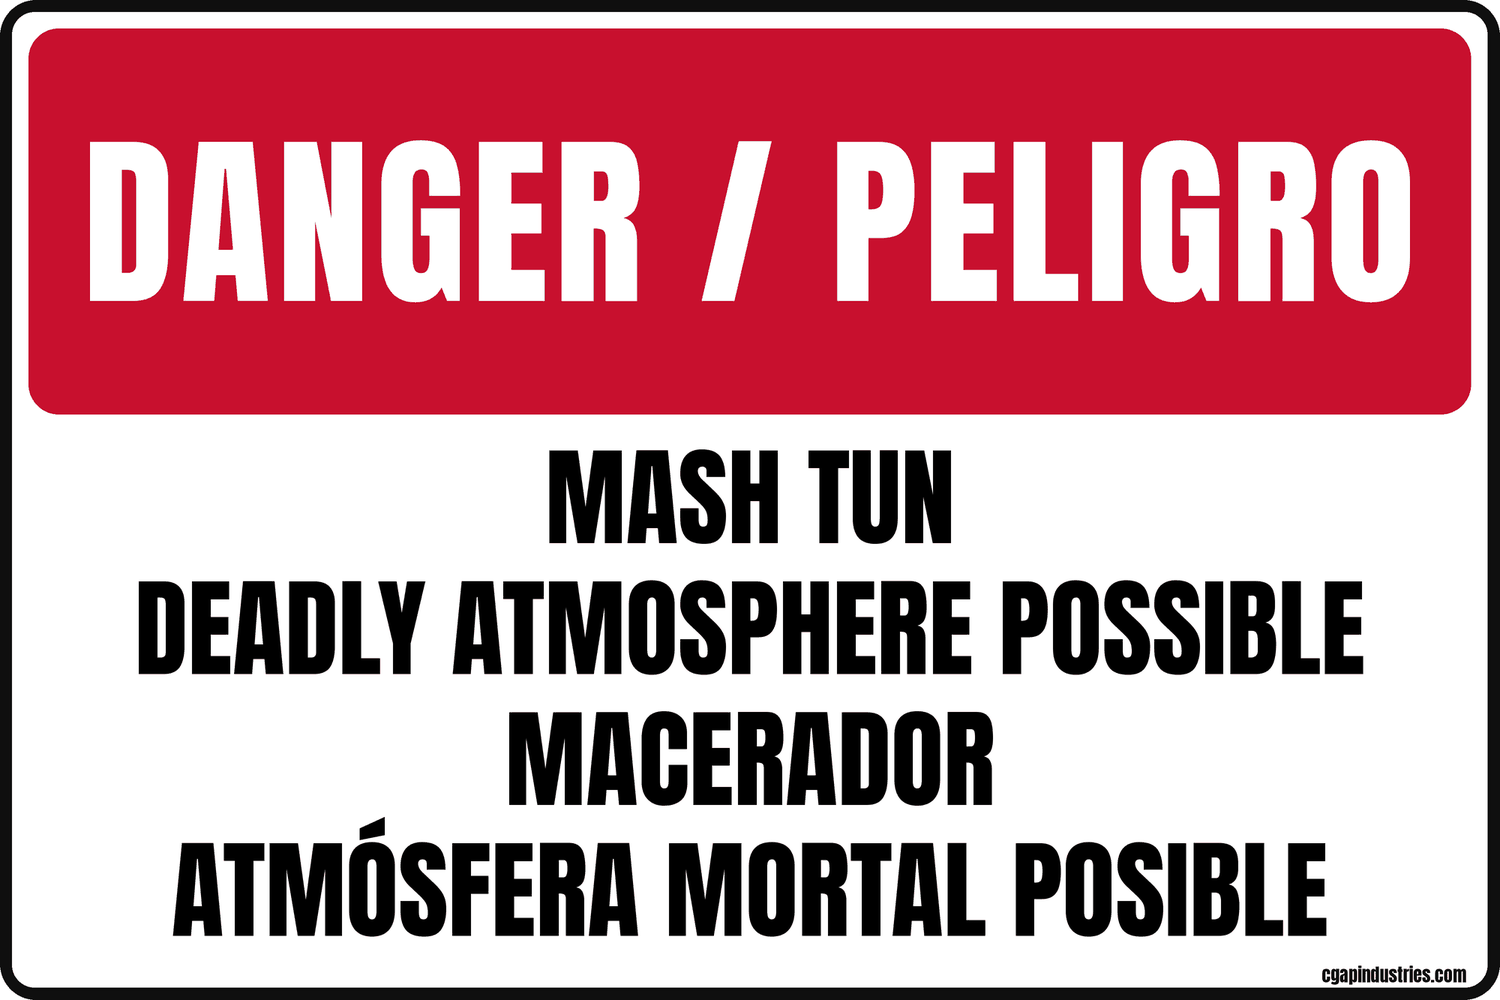 DANGER / PELIGRO
MASH TUN
DEADLY ATMOSPHERE POSSIBLE
MACERADOR
ATMÓSFERA MORTAL POSIBLE
cgapindustries.com